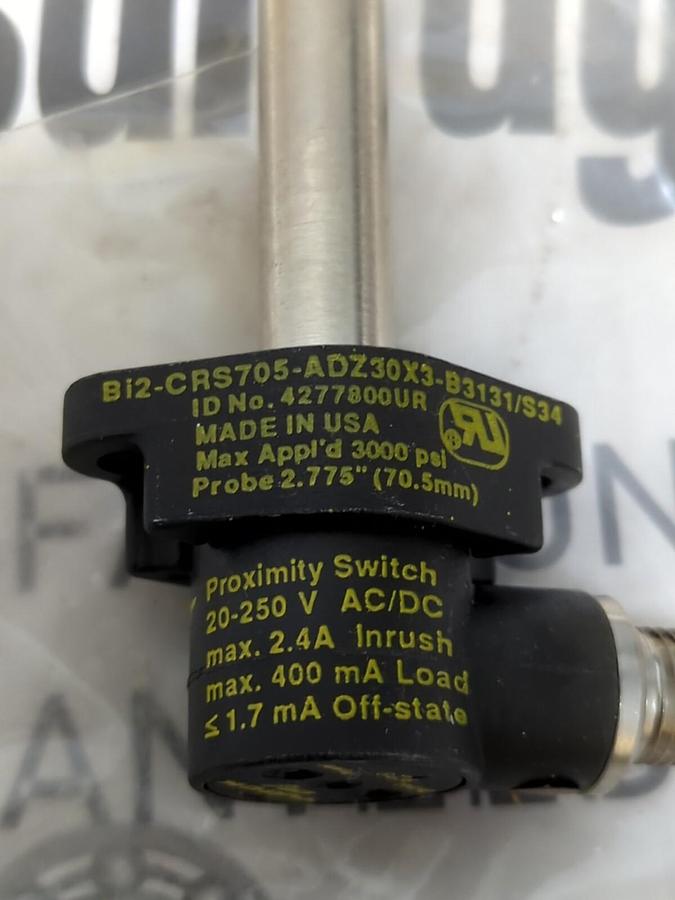 Bi2-CRS705-ADZ30X3-B3131/S34
ID No. 4277800UR
MADE IN USA
Max Appl'd 3000 psi
Probe 2.775" (70.5mm)
Proximity Switch
20-250 V AC/DC
max. 2.4A Inrush
max. 400 mA Load
≤ 1.7 mA Off-state